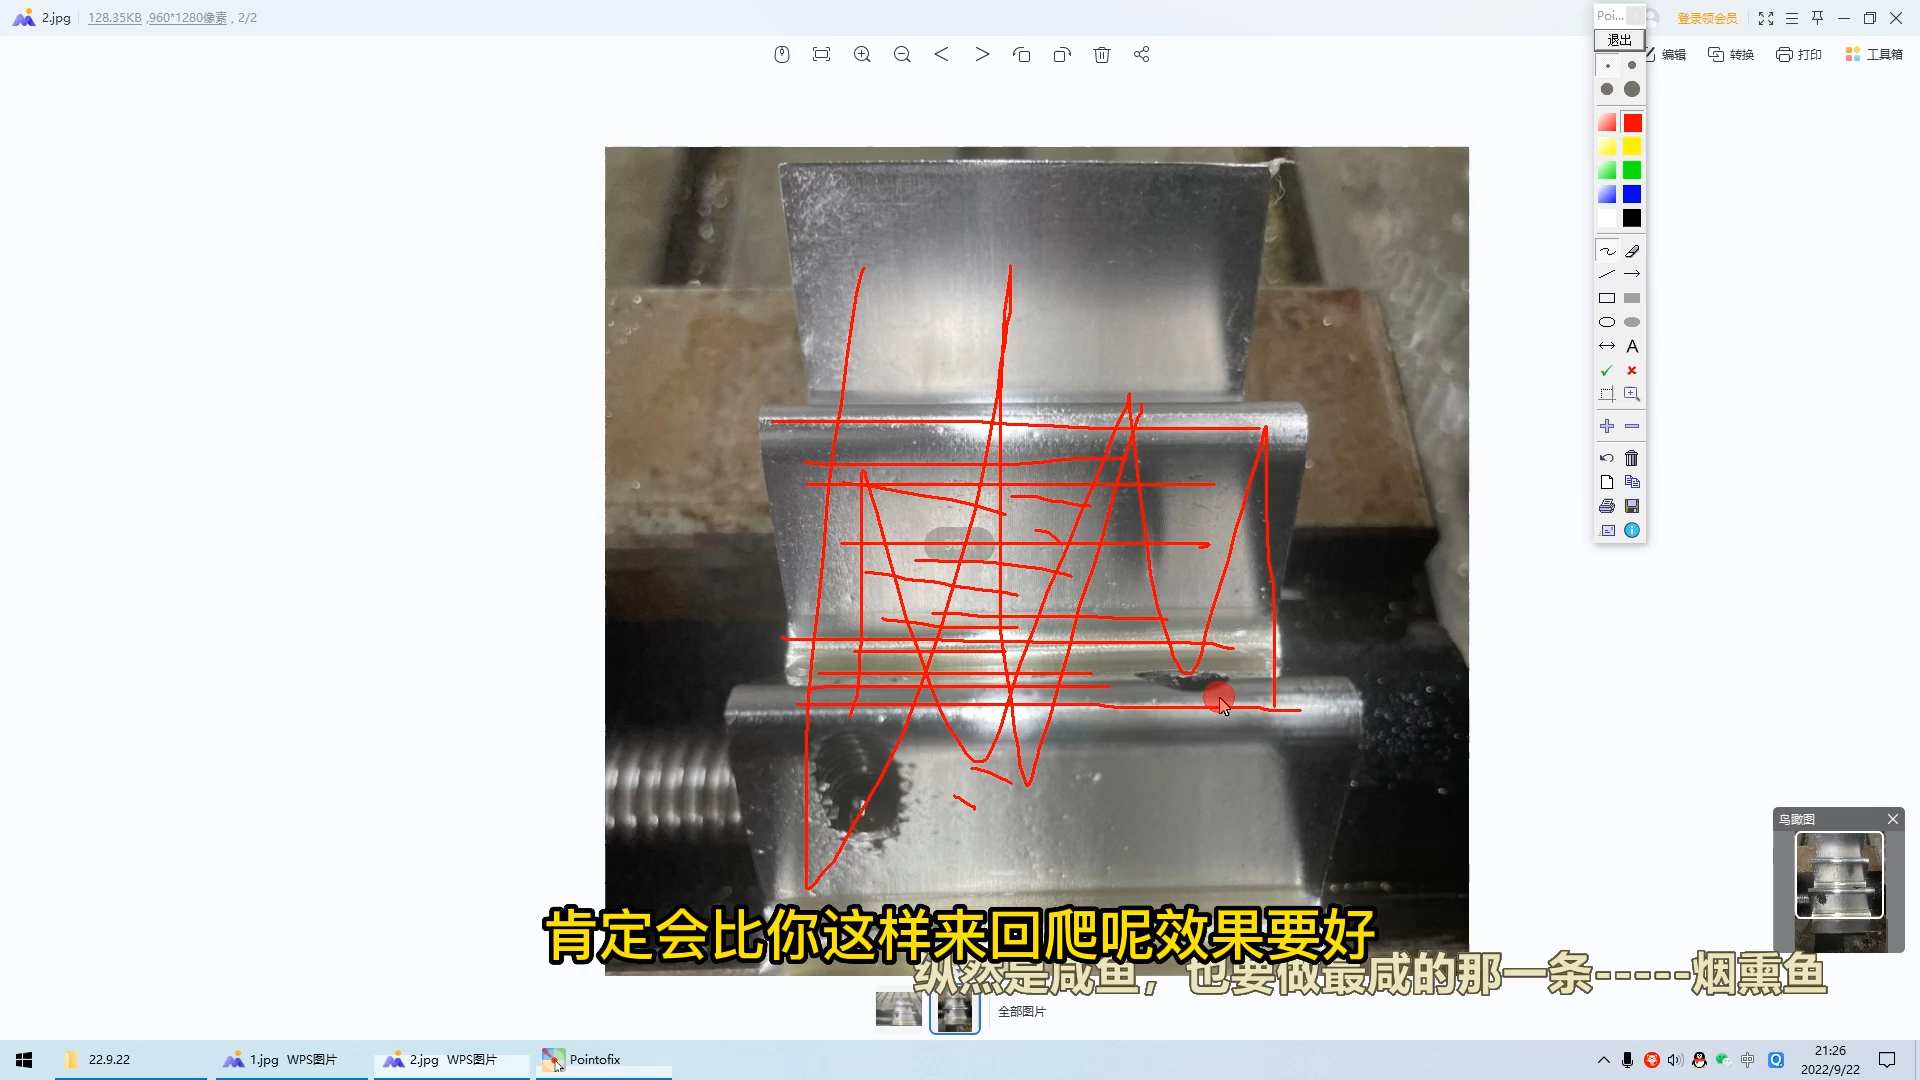 2.jpg
128.35KB ,960*1280像素 , 2/2
Poi...
登录领会员
退出
编辑
转换
打印
工具箱
A
鸟瞰图
肯定会比你这样来回爬呢效果要好
纵然是咸鱼，也要做最咸的那一条-----烟熏鱼
全部图片
22.9.22
1.jpg WPS图片
2.jpg WPS图片
Pointofix
中
21:26
2022/9/22